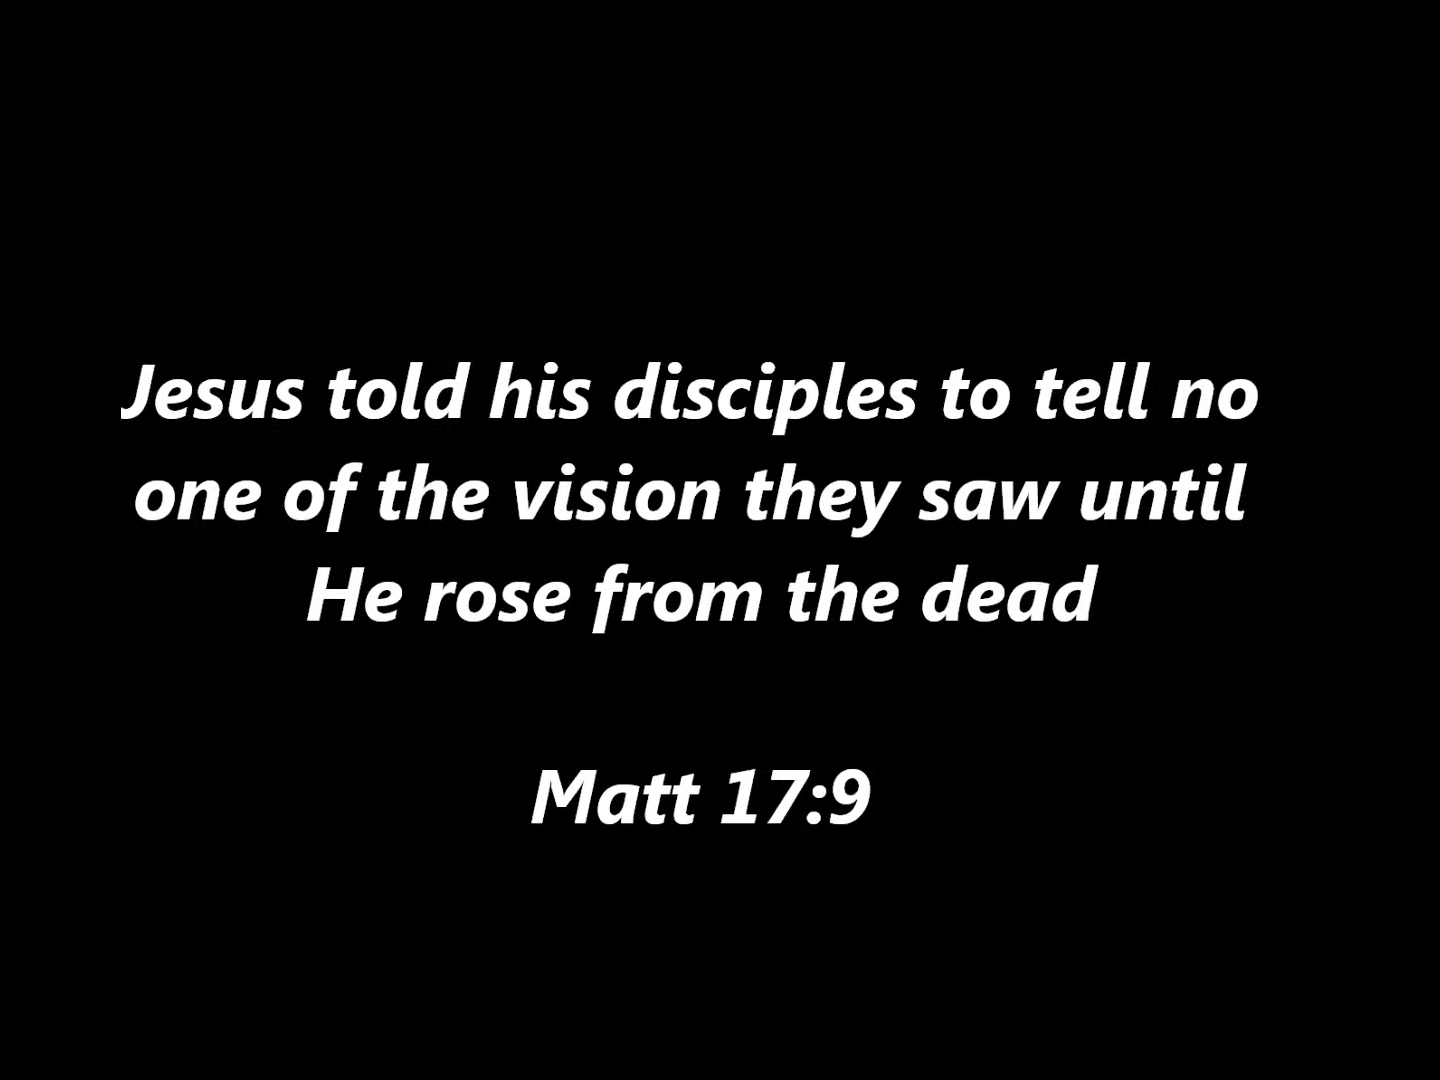 Jesus told his disciples to tell no
one of the vision they saw until
He rose from the dead
Matt 17:9